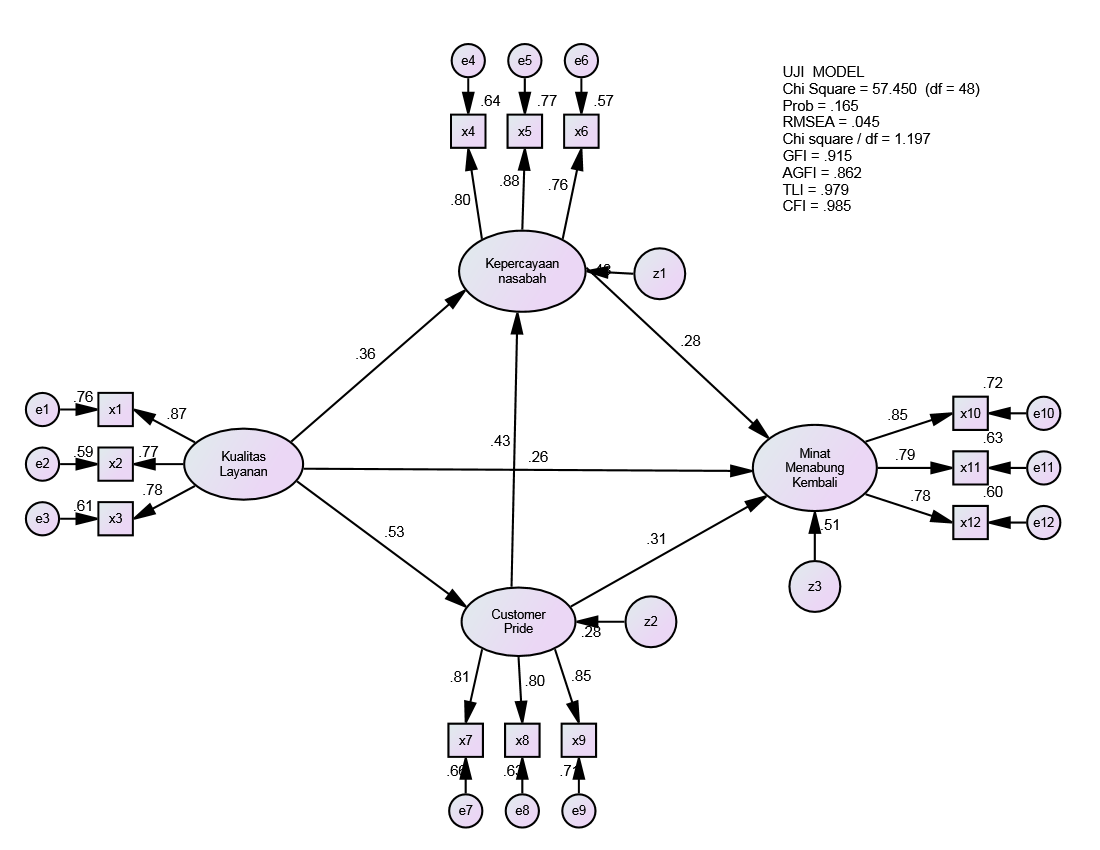 e4
e5
e6
.64
.77
.57
x4
x5
x6
.80
.88
.76
UJI MODEL
Chi Square = 57.450 (df = 48)
Prob = .165
RMSEA = .045
Chi square / df = 1.197
GFI = .915
AGFI = .862
TLI = .979
CFI = .985
Kepercayaan
nasabah
z1
.36
.28
e1
.76
x1
.87
e2
.59
x2
.77
e3
.61
x3
.78
Kualitas
Layanan
.43
.26
.53
.31
Minat
Menabung
Kembali
.85
.79
.78
.72
x10
e10
.63
x11
e11
.60
x12
e12
.51
z3
Customer
Pride
.28
z2
.81
.80
.85
x7
x8
x9
e7
e8
e9